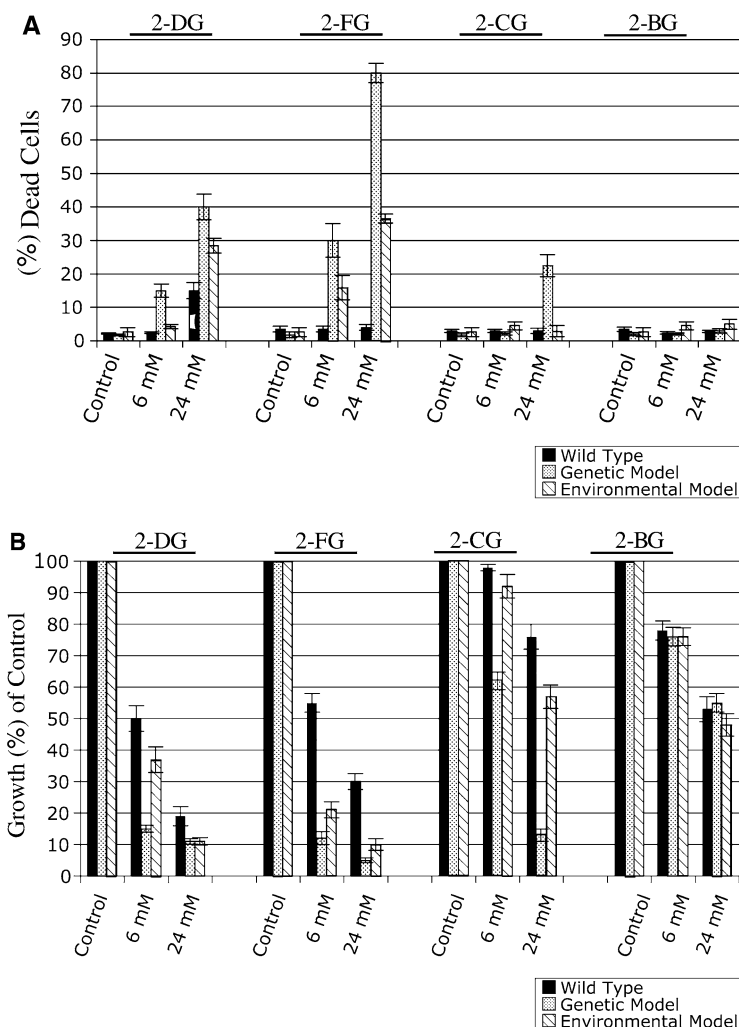 A
2-DG 2-FG 2-CG 2-BG
90
80
70
60
50
40
30
20
10
0
(%) Dead Cells
Control 6 mM 24 mM Control 6 mM 24 mM Control 6 mM 24 mM Control 6 mM 24 mM
Wild Type
Genetic Model
Environmental Model
B
2-DG 2-FG 2-CG 2-BG
100
90
80
70
60
50
40
30
20
10
0
Growth (%) of Control
Control 6 mM 24 mM Control 6 mM 24 mM Control 6 mM 24 mM Control 6 mM 24 mM
Wild Type
Genetic Model
Environmental Model